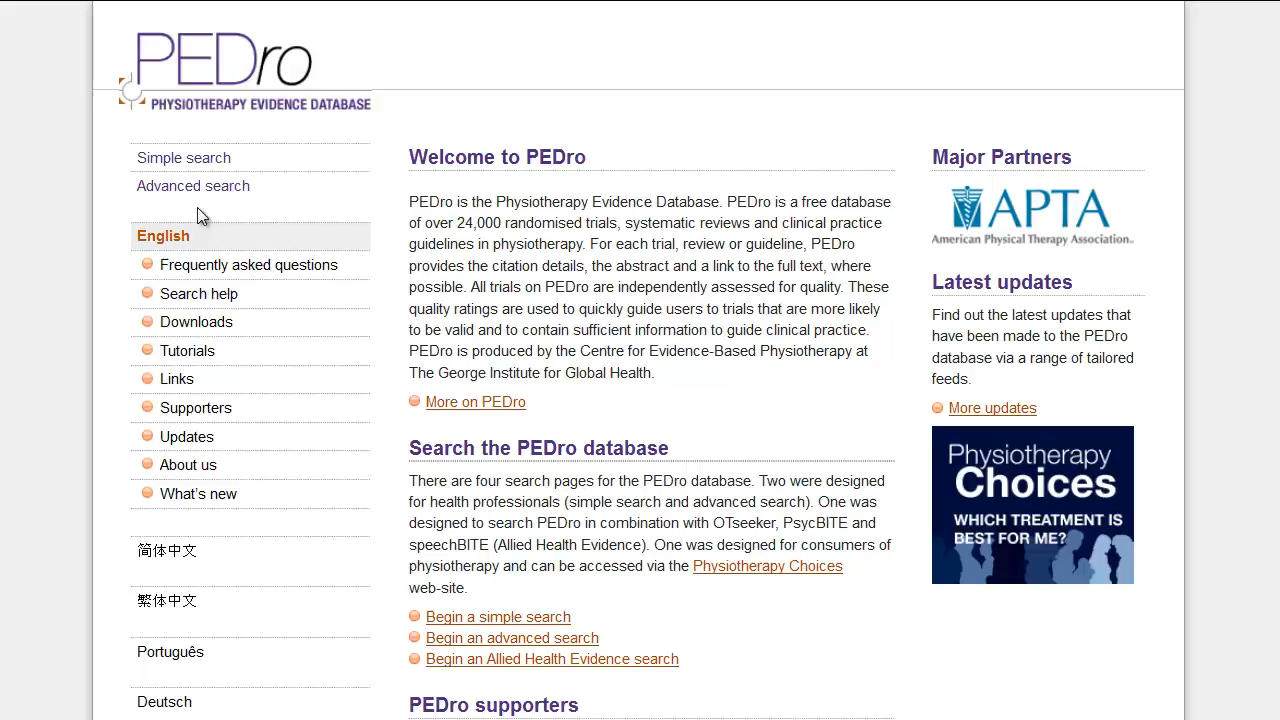 PEDro
PHYSIOTHERAPY EVIDENCE DATABASE
Simple search
Advanced search
English
Frequently asked questions
Search help
Downloads
Tutorials
Links
Supporters
Updates
About us
What's new
简体中文
繁体中文
Português
Deutsch
Welcome to PEDro
PEDro is the Physiotherapy Evidence Database. PEDro is a free database
of over 24,000 randomised trials, systematic reviews and clinical practice
guidelines in physiotherapy. For each trial, review or guideline, PEDro
provides the citation details, the abstract and a link to the full text, where
possible. All trials on PEDro are independently assessed for quality. These
quality ratings are used to quickly guide users to trials that are more likely
to be valid and to contain sufficient information to guide clinical practice.
PEDro is produced by the Centre for Evidence-Based Physiotherapy at
The George Institute for Global Health.
More on PEDro
Search the PEDro database
There are four search pages for the PEDro database. Two were designed
for health professionals (simple search and advanced search). One was
designed to search PEDro in combination with OTseeker, PsycBITE and
speechBITE (Allied Health Evidence). One was designed for consumers of
physiotherapy and can be accessed via the Physiotherapy Choices
web-site.
Begin a simple search
Begin an advanced search
Begin an Allied Health Evidence search
PEDro supporters
Major Partners
APTA
American Physical Therapy Association.
Latest updates
Find out the latest updates that
have been made to the PEDro
database via a range of tailored
feeds.
More updates
Physiotherapy
Choices
WHICH TREATMENT IS
BEST FOR ME?